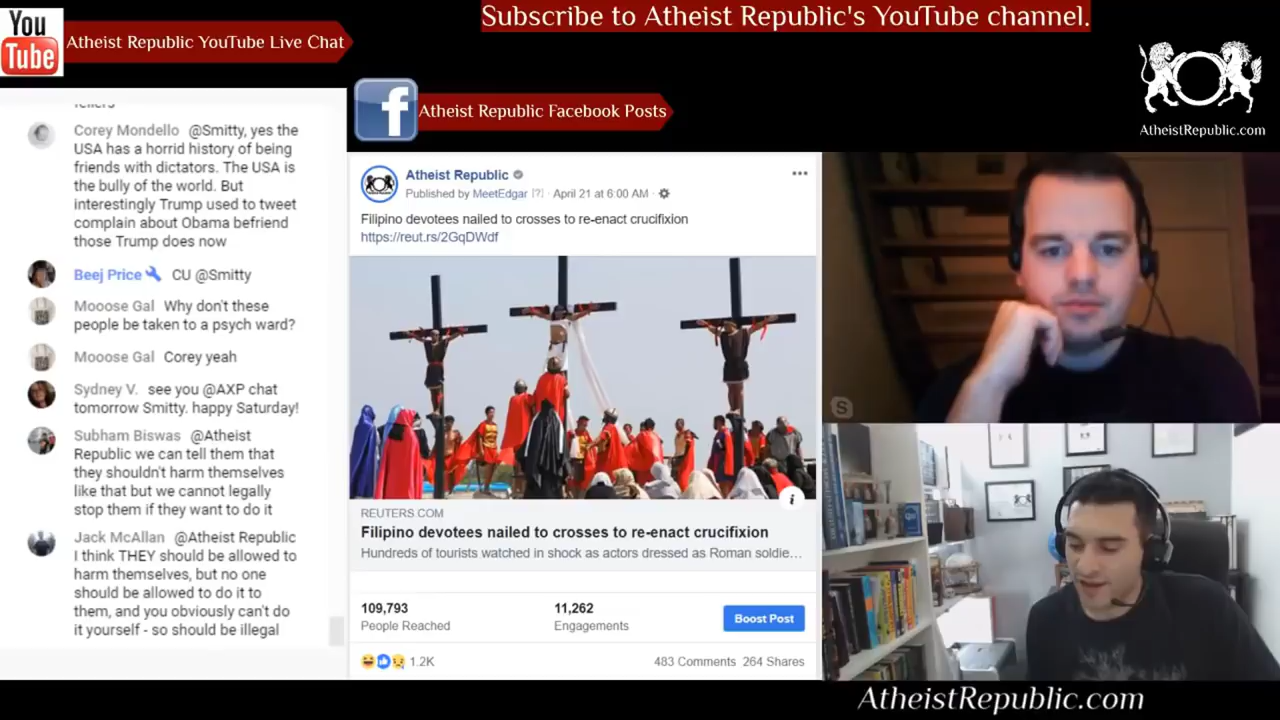 Subscribe to Atheist Republic's YouTube channel.
You
Tube
Atheist Republic YouTube Live Chat
Atheist Republic Facebook Posts
AtheistRepublic.com
Corey Mondello @Smitty, yes the
USA has a horrid history of being
friends with dictators. The USA is
the bully of the world. But
interestingly Trump used to tweet
complain about Obama befriend
those Trump does now
Beej Price CU @Smitty
Mooose Gal Why don't these
people be taken to a psych ward?
Mooose Gal Corey yeah
Sydney V. see you @AXP chat
tomorrow Smitty. happy Saturday!
Subham Biswas @Atheist
Republic we can tell them that
they shouldn't harm themselves
like that but we cannot legally
stop them if they want to do it
Jack McAllan @Atheist Republic
I think THEY should be allowed to
harm themselves, but no one
should be allowed to do it to
them, and you obviously can't do
it yourself - so should be illegal
Atheist Republic
Published by MeetEdgar [?] · April 21 at 6:00 AM ·
Filipino devotees nailed to crosses to re-enact crucifixion
https://reut.rs/2GqDWdf
REUTERS.COM
Filipino devotees nailed to crosses to re-enact crucifixion
Hundreds of tourists watched in shock as actors dressed as Roman soldie...
109,793
People Reached
11,262
Engagements
Boost Post
1.2K
483 Comments 264 Shares
AtheistRepublic.com